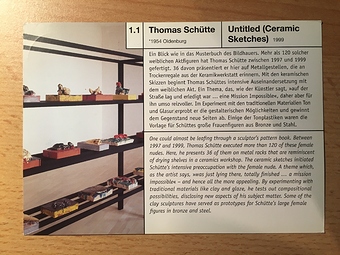 1.1
Thomas Schütte
*1954 Oldenburg
Untitled (Ceramic
Sketches) 1999
Ein Blick wie in das Musterbuch des Bildhauers. Mehr als 120 solcher
weiblichen Aktfiguren hat Thomas Schütte zwischen 1997 und 1999
gefertigt, 36 davon präsentiert er hier auf Metallgestellen, die an
Trockenregale aus der Keramikwerkstatt erinnern. Mit den keramischen
Skizzen beginnt Thomas Schüttes intensive Auseinandersetzung mit
dem weiblichen Akt. Ein Thema, das, wie der Künstler sagt, »auf der
Straße lag und erledigt war ... eine Mission Impossible«, daher aber für
ihn umso reizvoller. Im Experiment mit den traditionellen Materialien Ton
und Glasur erprobt er die gestalterischen Möglichkeiten und gewinnt
dem Gegenstand neue Seiten ab. Einige der Tonplastiken waren die
Vorlage für Schüttes große Frauenfiguren aus Bronze und Stahl.
One could almost be leafing through a sculptor's pattern book. Between
1997 and 1999, Thomas Schütte executed more than 120 of these female
nudes. Here, he presents 36 of them on metal racks that are reminiscent
of drying shelves in a ceramics workshop. The ceramic sketches initiated
Schütte's intensive preoccupation with the female nude. A theme which,
as the artist says, »was just lying there, totally finished ... a mission
impossible« – and hence all the more appealing. By experimenting with
traditional materials like clay and glaze, he tests out compositional
possibilities, disclosing new aspects of his subject matter. Some of the
clay sculptures have served as prototypes for Schütte's large female
figures in bronze and steel.